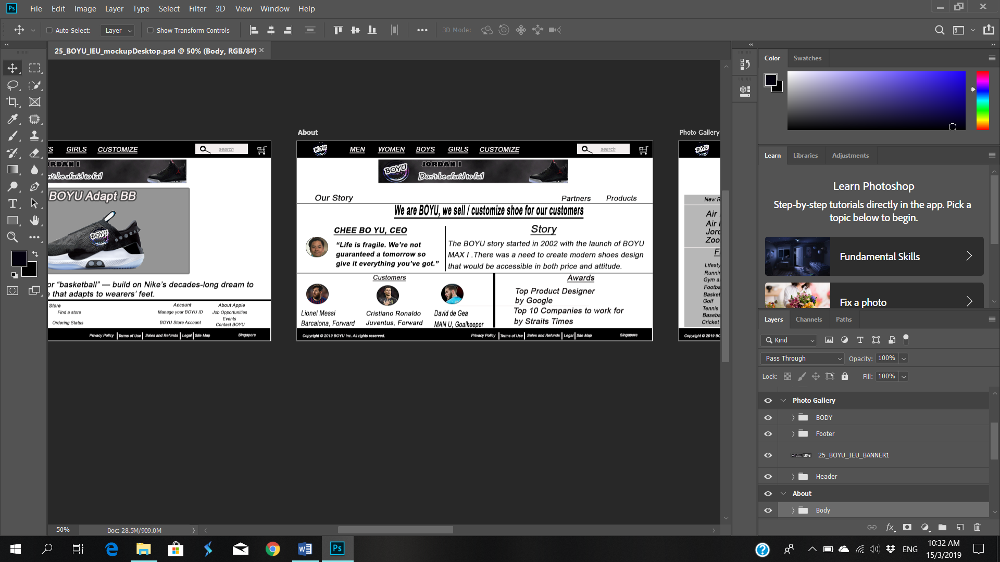 Ps File Edit Image Layer Type Select Filter 3D View Window Help
Auto-Select: Layer Show Transform Controls 3D Mode:
25_BOYU_IEU_mockupDesktop.psd @ 50% (Body, RGB/8#)
GIRLS CUSTOMIZE search
BOYU Adapt BB
BOYU
or “basketball” — build on Nike’s decades-long dream to
that adapts to wearers’ feet.
Store
Find a store
Ordering Status
Account
Manage your BOYU ID
BOYU Store Account
About Apple
Job Opportunities
Events
Contact BOYU
Privacy Policy Terms of Use Sales and Refunds Legal Site Map Singapore
About
BOYU MEN WOMEN BOYS GIRLS CUSTOMIZE search
BOYU JORDAN I
Don't be afarid to fail
Our Story Partners Products
We are BOYU, we sell / customize shoe for our customers
CHEE BO YU, CEO
“Life is fragile. We’re not
guaranteed a tomorrow so
give it everything you’ve got.”
Story
The BOYU story started in 2002 with the launch of BOYU
MAX I .There was a need to create modern shoes design
that would be accessible in both price and attitude.
Customers
Lionel Messi
Barcalona, Forward
Cristiano Ronaldo
Juventus, Forward
David de Gea
MAN U, Goalkeeper
Awards
Top Product Designer
by Google
Top 10 Companies to work for
by Straits Times
Copyright © 2019 BOYU Inc. All rights reserved. Privacy Policy Terms of Use Sales and Refunds Legal Site Map Singapore
Photo Gallery
BOYU
New R
Air
Air
Jor
Zoo
Lifesty
Runnin
Gym a
Footba
Basket
Golf
Tennis
Baseba
Cricket
Copyright © 2019 BO
50% Doc: 28.5M/909.0M
Color Swatches
Learn Libraries Adjustments
Learn Photoshop
Step-by-step tutorials directly in the app. Pick a
topic below to begin.
Fundamental Skills
Fix a photo
Layers Channels Paths
Kind
Pass Through Opacity: 100%
Lock: Fill: 100%
Photo Gallery
BODY
Footer
25_BOYU_IEU_BANNER1
Header
About
Body
fx
Ps
ENG
10:32 AM
15/3/2019